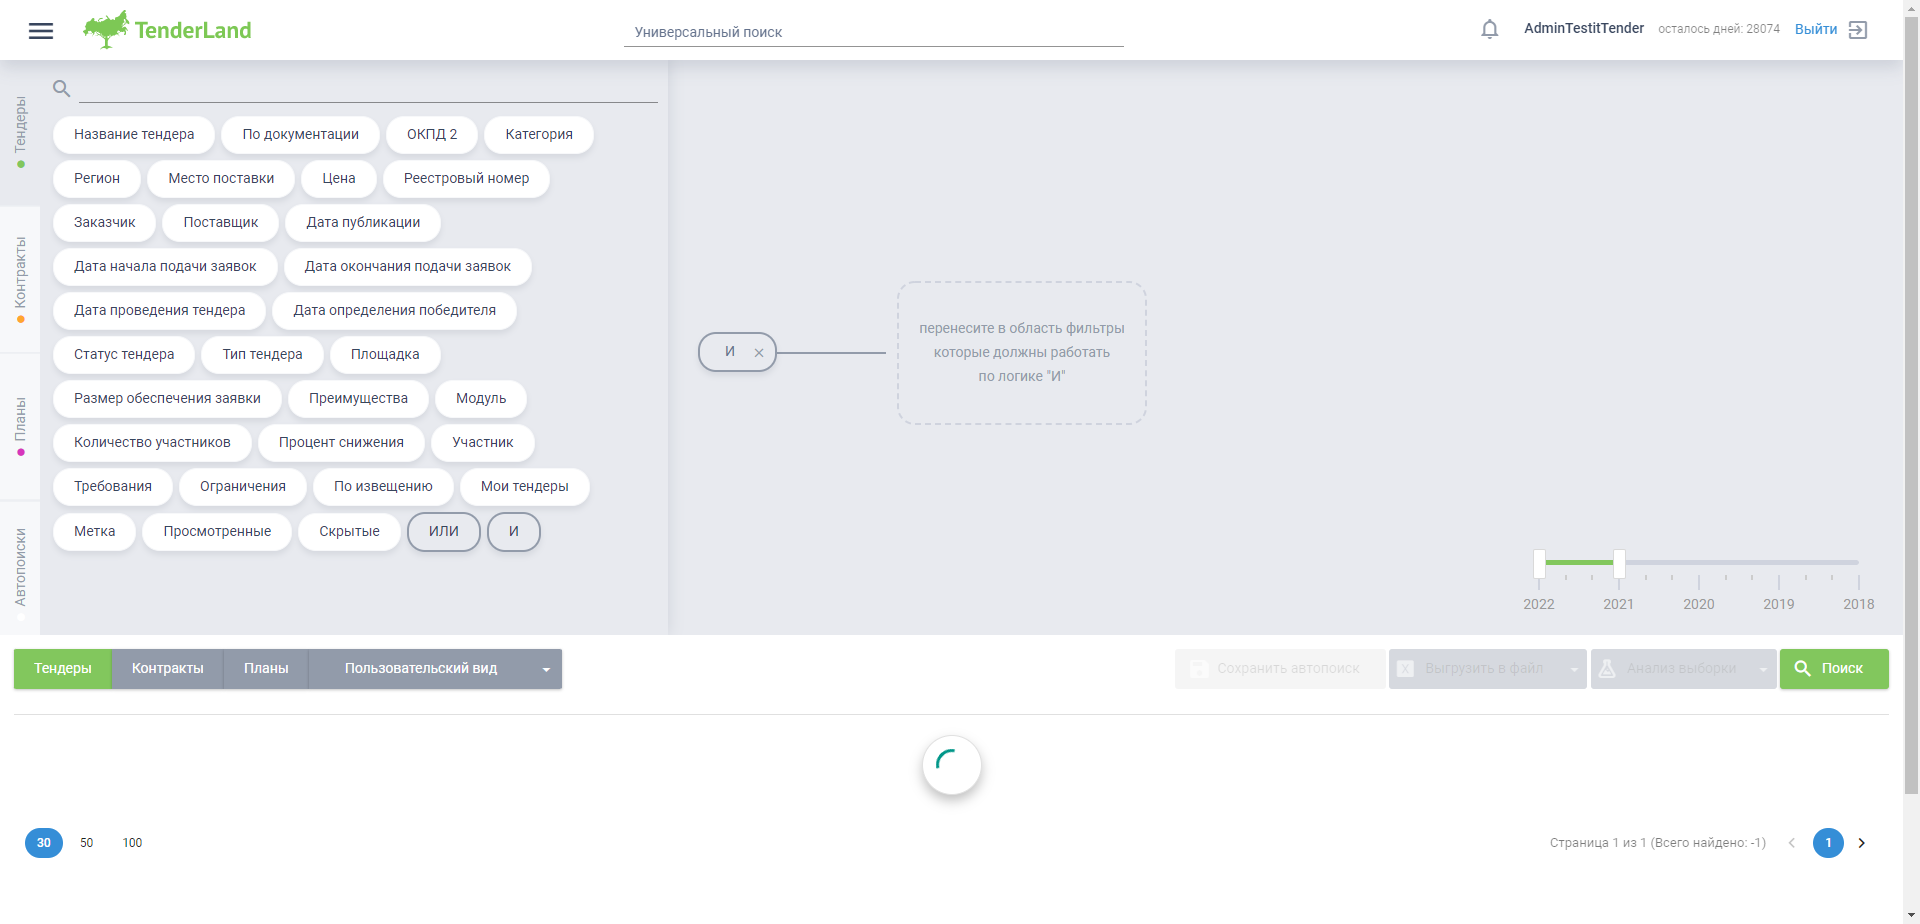 TenderLand
Универсальный поиск
AdminTestitTender
осталось дней: 28074
Выйти
Тендеры
Контракты
Планы
Автопоиски
Название тендера
По документации
ОКПД 2
Категория
Регион
Место поставки
Цена
Реестровый номер
Заказчик
Поставщик
Дата публикации
Дата начала подачи заявок
Дата окончания подачи заявок
Дата проведения тендера
Дата определения победителя
Статус тендера
Тип тендера
Площадка
Размер обеспечения заявки
Преимущества
Модуль
Количество участников
Процент снижения
Участник
Требования
Ограничения
По извещению
Мои тендеры
Метка
Просмотренные
Скрытые
ИЛИ
И
И
перенесите в область фильтры
которые должны работать
по логике "И"
2022
2021
2020
2019
2018
Тендеры
Контракты
Планы
Пользовательский вид
Сохранить автопоиск
Выгрузить в файл
Анализ выборки
Поиск
30
50
100
Страница 1 из 1 (Всего найдено: -1)
1